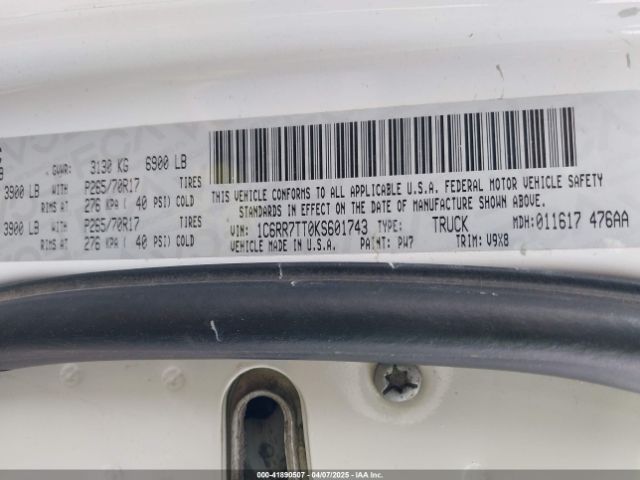 GVWR: 3130 KG 6900 LB
3900 LB WITH P265/70R17 TIRES
RIMS AT 276 KPA ( 40 PSI) COLD
3900 LB WITH P265/70R17 TIRES
RIMS AT 276 KPA ( 40 PSI) COLD
THIS VEHICLE CONFORMS TO ALL APPLICABLE U.S.A. FEDERAL MOTOR VEHICLE SAFETY
STANDARDS IN EFFECT ON THE DATE OF MANUFACTURE SHOWN ABOVE.
VIN: 1C6RR7TT0KS601743 TYPE: TRUCK MDH: 011617 476AA
VEHICLE MADE IN U.S.A. PAINT: PW7 TRIM: V9X8
000-41890507 - 04/07/2025 - IAAI.COM